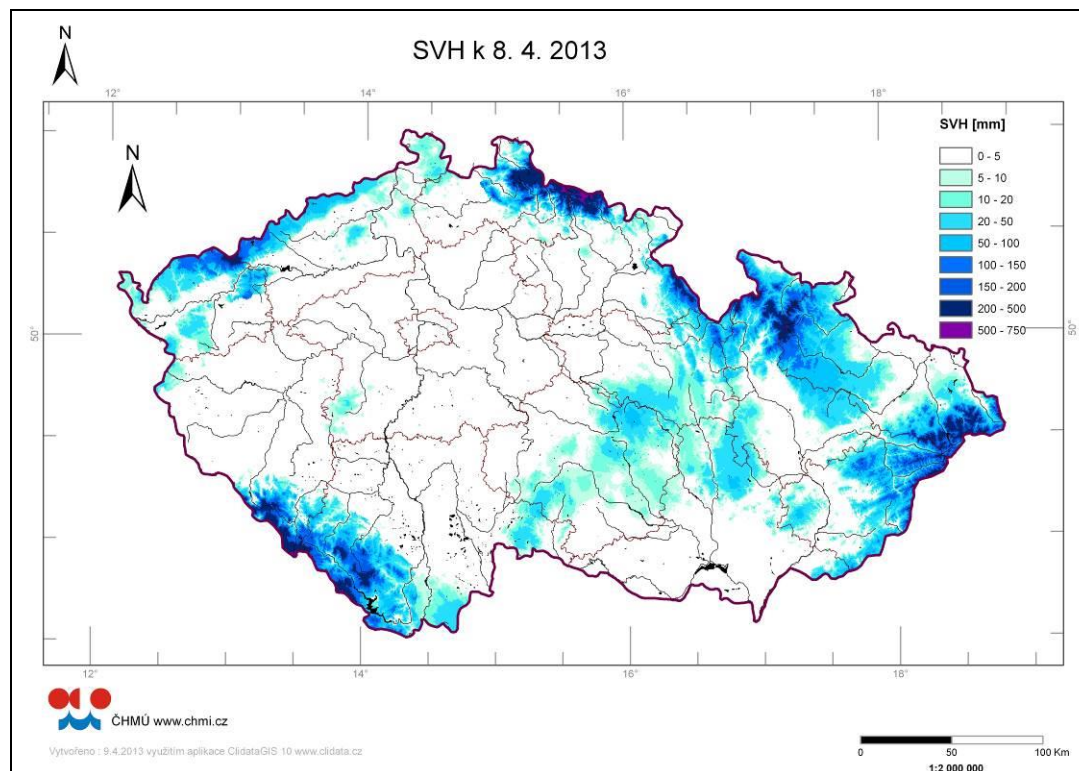 N
SVH k 8. 4. 2013
12° 14° 16° 18°
N
SVH [mm]
0 - 5
5 - 10
10 - 20
20 - 50
50 - 100
100 - 150
150 - 200
200 - 500
500 - 750
50° 50°
12° 14° 16° 18°
ČHMÚ www.chmi.cz
Vytvořeno : 9.4.2013 využitím aplikace ClidataGIS 10 www.clidata.cz
0 50 100 Km
1:2 000 000